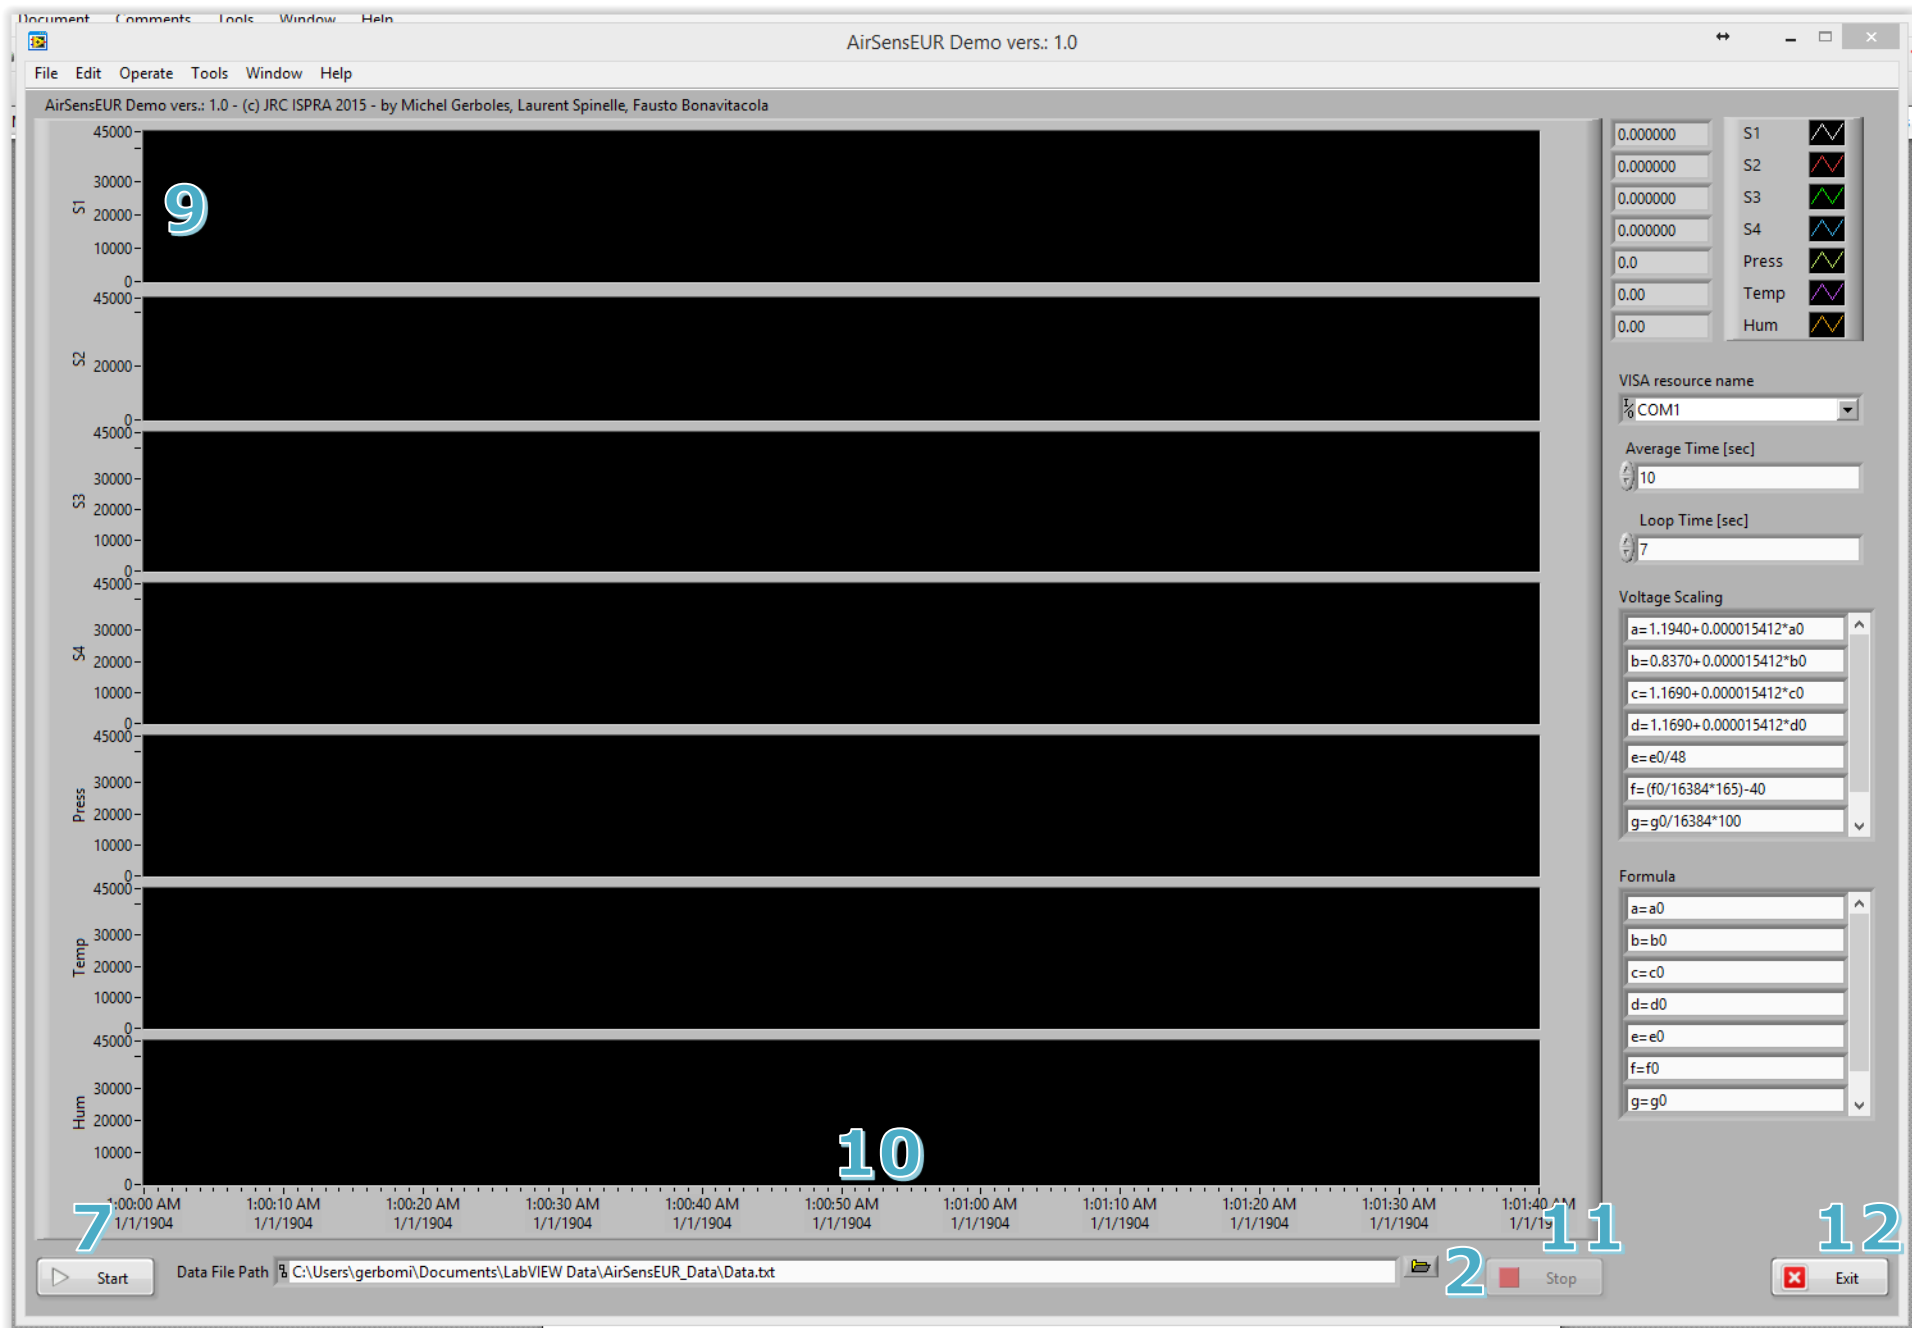 Document Comments Tools Window Help
AirSensEUR Demo vers.: 1.0
File Edit Operate Tools Window Help
AirSensEUR Demo vers.: 1.0 - (c) JRC ISPRA 2015 - by Michel Gerboles, Laurent Spinelle, Fausto Bonavitacola
S1
45000
30000
20000
10000
0
9
S2
45000
20000
0
S3
45000
30000
20000
10000
0
S4
45000
30000
20000
10000
0
Press
45000
30000
20000
10000
0
Temp
45000
30000
20000
10000
0
Hum
45000
30000
20000
10000
0
10
1:00:00 AM 1:00:10 AM 1:00:20 AM 1:00:30 AM 1:00:40 AM 1:00:50 AM 1:01:00 AM 1:01:10 AM 1:01:20 AM 1:01:30 AM 1:01:40 AM
1/1/1904 1/1/1904 1/1/1904 1/1/1904 1/1/1904 1/1/1904 1/1/1904 1/1/1904 1/1/1904 1/1/1904 1/1/1904
0.000000 S1
0.000000 S2
0.000000 S3
0.000000 S4
0.0 Press
0.00 Temp
0.00 Hum
VISA resource name
I/O COM1
Average Time [sec]
10
Loop Time [sec]
7
Voltage Scaling
a=1.1940+0.000015412*a0
b=0.8370+0.000015412*b0
c=1.1690+0.000015412*c0
d=1.1690+0.000015412*d0
e=e0/48
f=(f0/16384*165)-40
g=g0/16384*100
Formula
a=a0
b=b0
c=c0
d=d0
e=e0
f=f0
g=g0
7 11 12
Start Data File Path C:\Users\gerbomi\Documents\LabVIEW Data\AirSensEUR_Data\Data.txt 2 Stop Exit